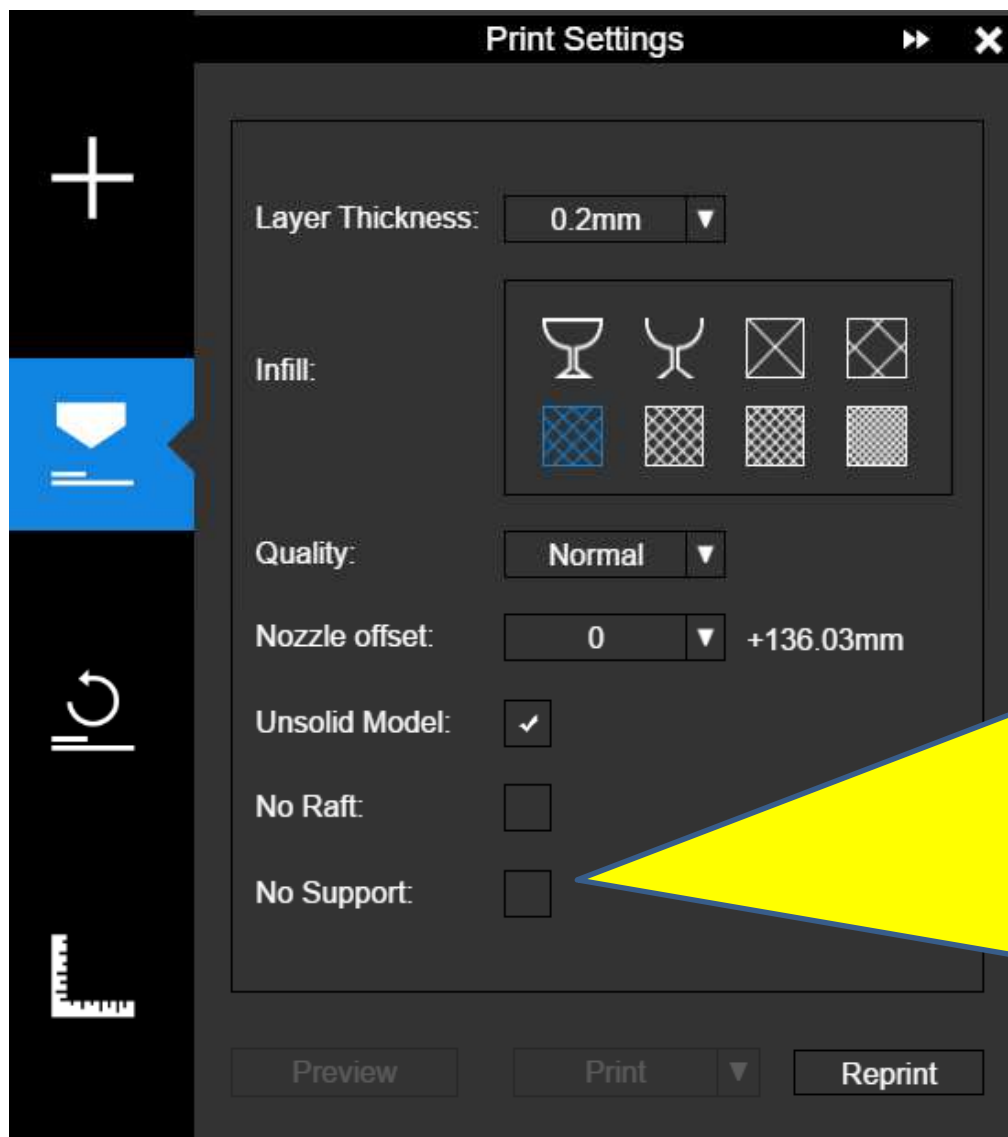 Print Settings
Layer Thickness: 0.2mm
Infill:
Quality: Normal
Nozzle offset: 0 +136.03mm
Unsolid Model:
No Raft:
No Support:
Preview Print Reprint